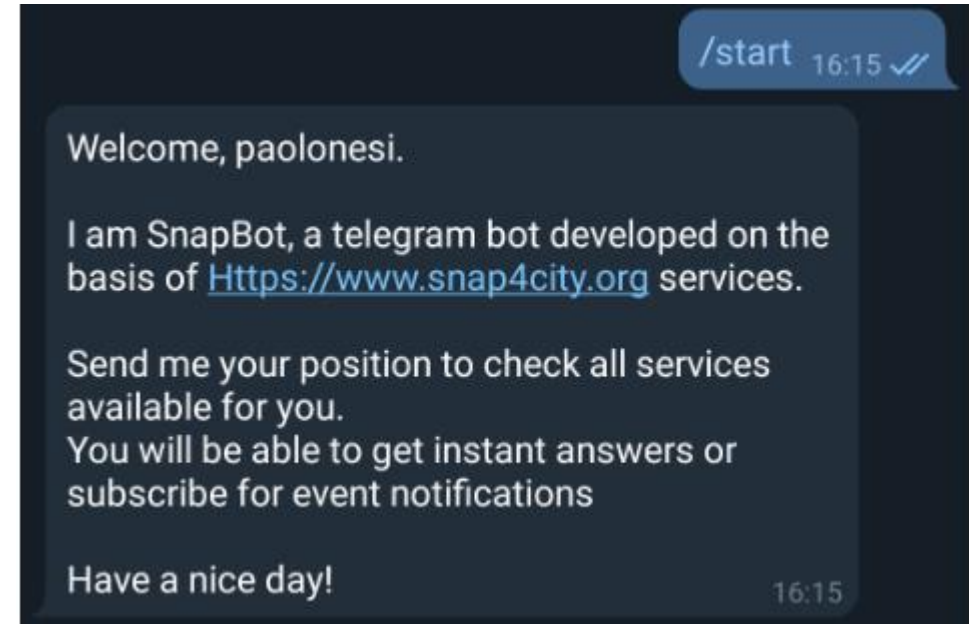 /start 16:15
Welcome, paolonesi.
I am SnapBot, a telegram bot developed on the
basis of Https://www.snap4city.org services.
Send me your position to check all services
available for you.
You will be able to get instant answers or
subscribe for event notifications
Have a nice day!
16:15